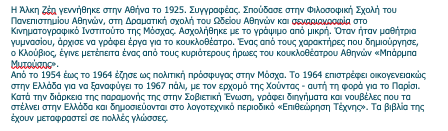 Η Άλκη Ζέη γεννήθηκε στην Αθήνα το 1925. Συγγραφέας. Σπούδασε στην Φιλοσοφική Σχολή του
Πανεπιστημίου Αθηνών, στη Δραματική σχολή του Ωδείου Αθηνών και σεναριογραφία στο
Κινηματογραφικό Ινστιτούτο της Μόσχας. Ασχολήθηκε με το γράψιμο από μικρή. Όταν ήταν μαθήτρια
γυμνασίου, άρχισε να γράφει έργα για το κουκλοθέατρο. Ένας από τους χαρακτήρες που δημιούργησε,
ο Κλούβιος, έγινε μετέπειτα ένας από τους κυριότερους ήρωες του κουκλοθέατρου Αθηνών «Μπάρμπα
Μυτούσης».
Από το 1954 έως το 1964 έζησε ως πολιτική πρόσφυγας στην Μόσχα. Το 1964 επιστρέφει οικογενειακώς
στην Ελλάδα για να ξαναφύγει το 1967 πάλι, με τον ερχομό της Χούντας - αυτή τη φορά για το Παρίσι.
Κατά την διάρκεια της παραμονής της στην Σοβιετική Ένωση, γράφει διηγήματα και νουβέλες που τα
στέλνει στην Ελλάδα και δημοσιεύονται στο λογοτεχνικό περιοδικό «Επιθεώρηση Τέχνης». Τα βιβλία της
έχουν μεταφραστεί σε πολλές γλώσσες.